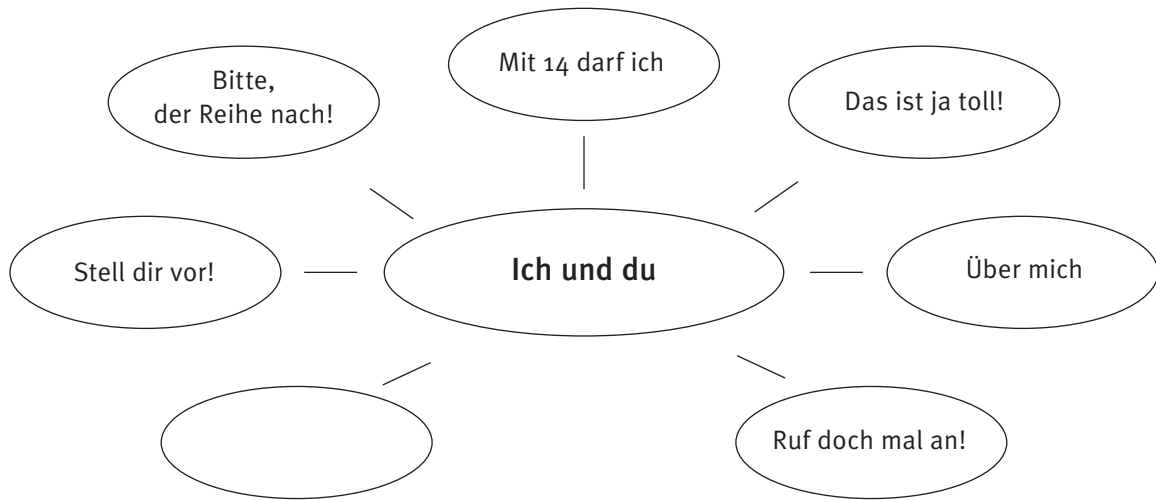 Mit 14 darf ich
Bitte,
der Reihe nach!
Das ist ja toll!
Stell dir vor!
Ich und du
Über mich
Ruf doch mal an!